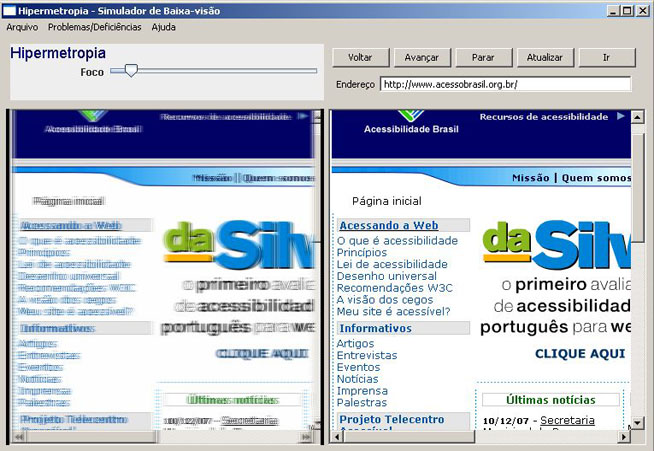 Hipermetropia - Simulador de Baixa-visão
Arquivo Problemas/Deficiências Ajuda
Hipermetropia
Foco
Voltar Avançar Parar Atualizar Ir
Endereço http://www.acessobrasil.org.br/
Acessibilidade Brasil
Recursos de acessibilidade
Missão || Quem somos
Página inicial
Acessando a Web
O que é acessibilidade
Princípios
Lei de acessibilidade
Desenho universal
Recomendações W3C
A visão dos cegos
Meu site é acessível?
Informativos
Artigos
Entrevistas
Eventos
Notícias
Imprensa
Palestras
Projeto Telecentro
daSilv
o primeiro avalia
de acessibilidad
português para we
CLIQUE AQUI
Últimas notícias
10/12/07 - Secretaria
Acessibilidade Brasil
Recursos de acessibilidade
Missão | Quem somos
Página inicial
Acessando a Web
O que é acessibilidade
Princípios
Lei de acessibilidade
Desenho universal
Recomendações W3C
A visão dos cegos
Meu site é acessível?
Informativos
Artigos
Entrevistas
Eventos
Notícias
Imprensa
Palestras
Projeto Telecentro
daSilv
o primeiro avalia
de acessibilidad
português para we
CLIQUE AQUI
Últimas notícias
10/12/07 - Secretaria